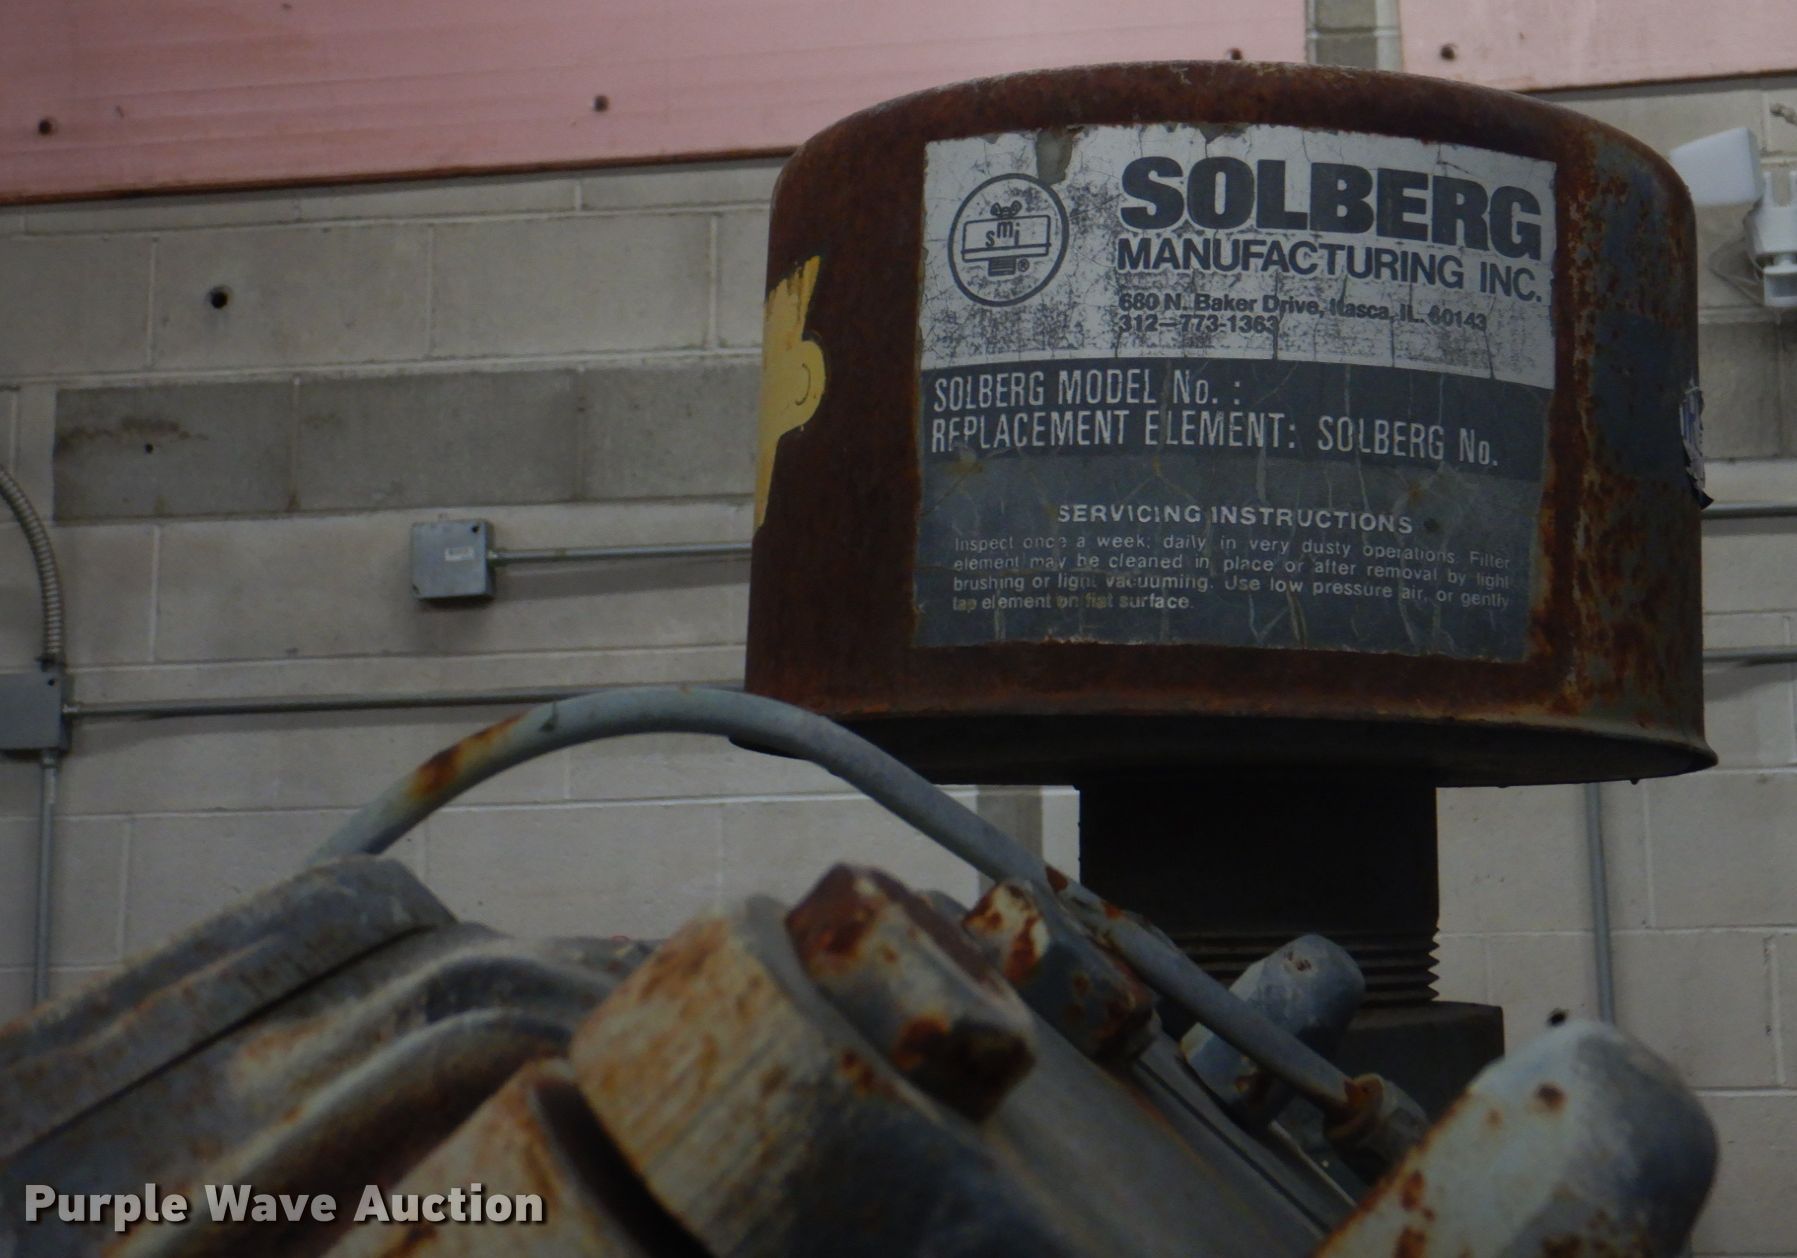 smi
®
SOLBERG
MANUFACTURING INC.
680 N. Baker Drive, Itasca, IL. 60143
312-773-1363
SOLBERG MODEL No. :
REPLACEMENT ELEMENT: SOLBERG No.
SERVICING INSTRUCTIONS
Inspect once a week; daily in very dusty operations. Filter
element may be cleaned in place or after removal by light
brushing or light vacuuming. Use low pressure air, or gently
tap element on flat surface.
Purple Wave Auction